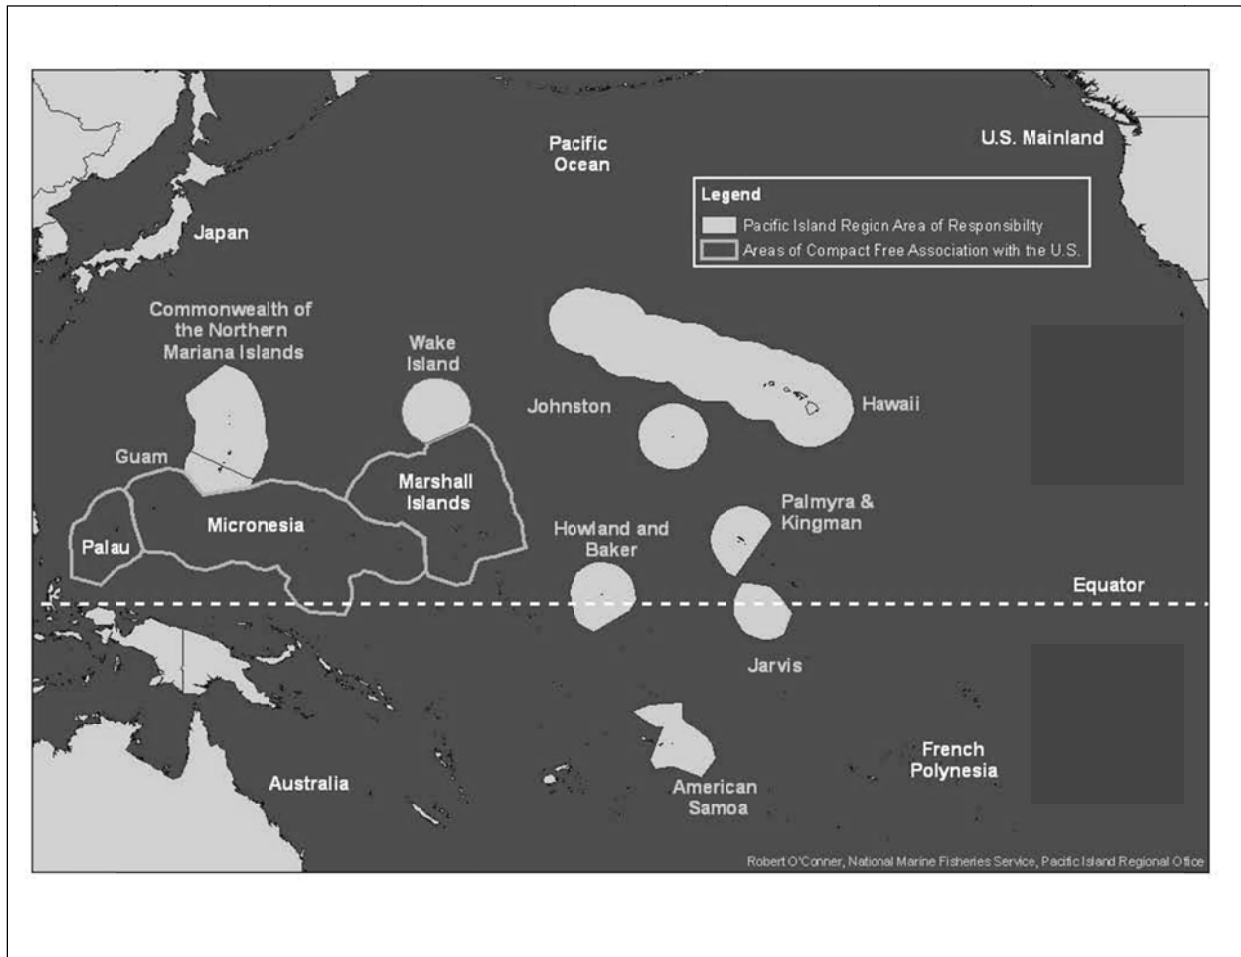 Pacific
Ocean
U.S. Mainland
Legend
Pacific Island Region Area of Responsibilty
Areas of Compact Free Association with the U.S.
Japan
Commonwealth of
the Northern
Mariana Islands
Wake
Island
Johnston
Hawaii
Guam
Marshall
Islands
Micronesia
Palau
Howland and
Baker
Palmyra &
Kingman
Equator
Jarvis
Australia
American
Samoa
French
Polynesia
Robert O'Conner, National Marine Fisheries Service, Pacific Island Regional Office